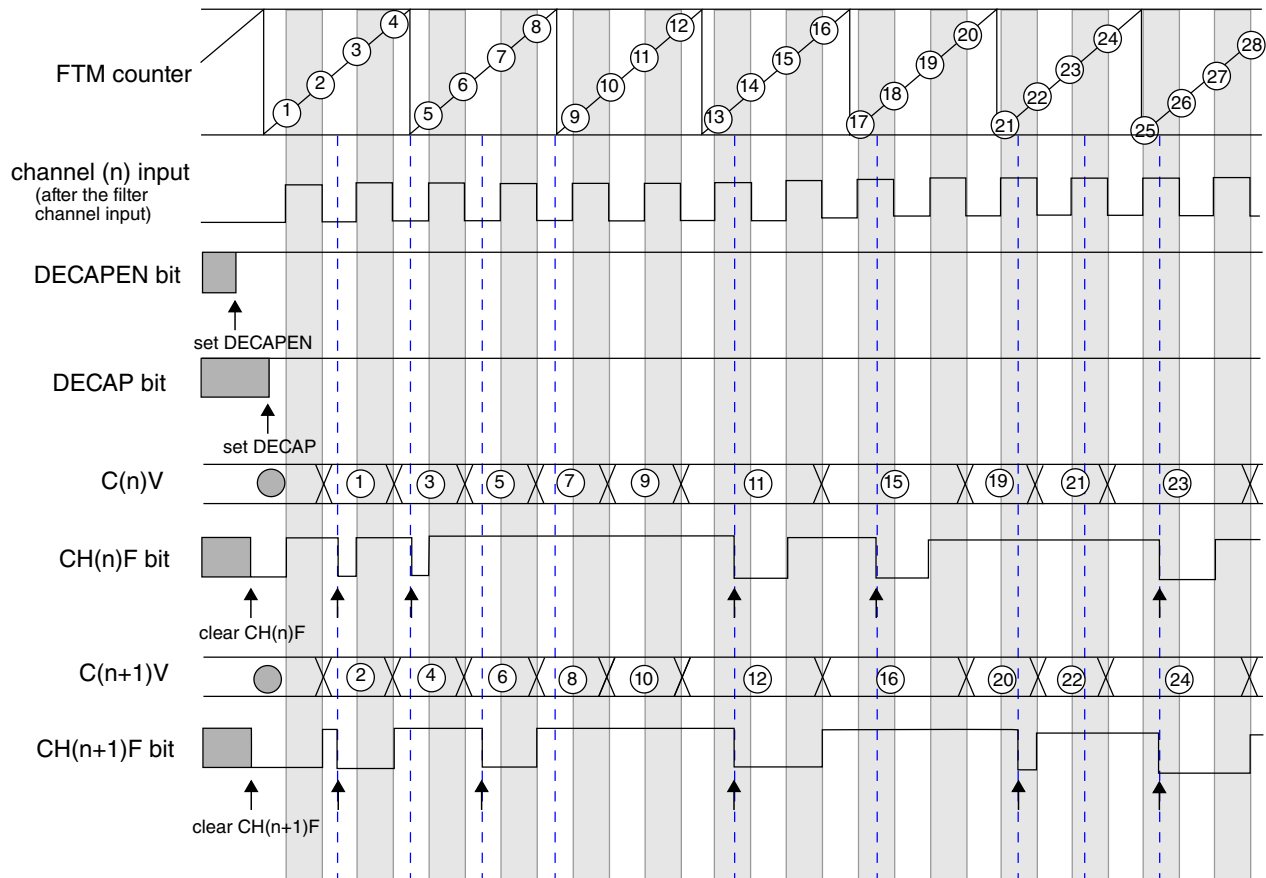 4 8 12 16 20 24 28
3 7 11 15 19 23 27
FTM counter
2 6 10 14 18 22 26
1 5 9 13 17 21 25
channel (n) input
(after the filter
channel input)
DECAPEN bit
set DECAPEN
DECAP bit
set DECAP
C(n)V 1 3 5 7 9 11 15 19 21 23
CH(n)F bit
clear CH(n)F
C(n+1)V 2 4 6 8 10 12 16 20 22 24
CH(n+1)F bit
clear CH(n+1)F